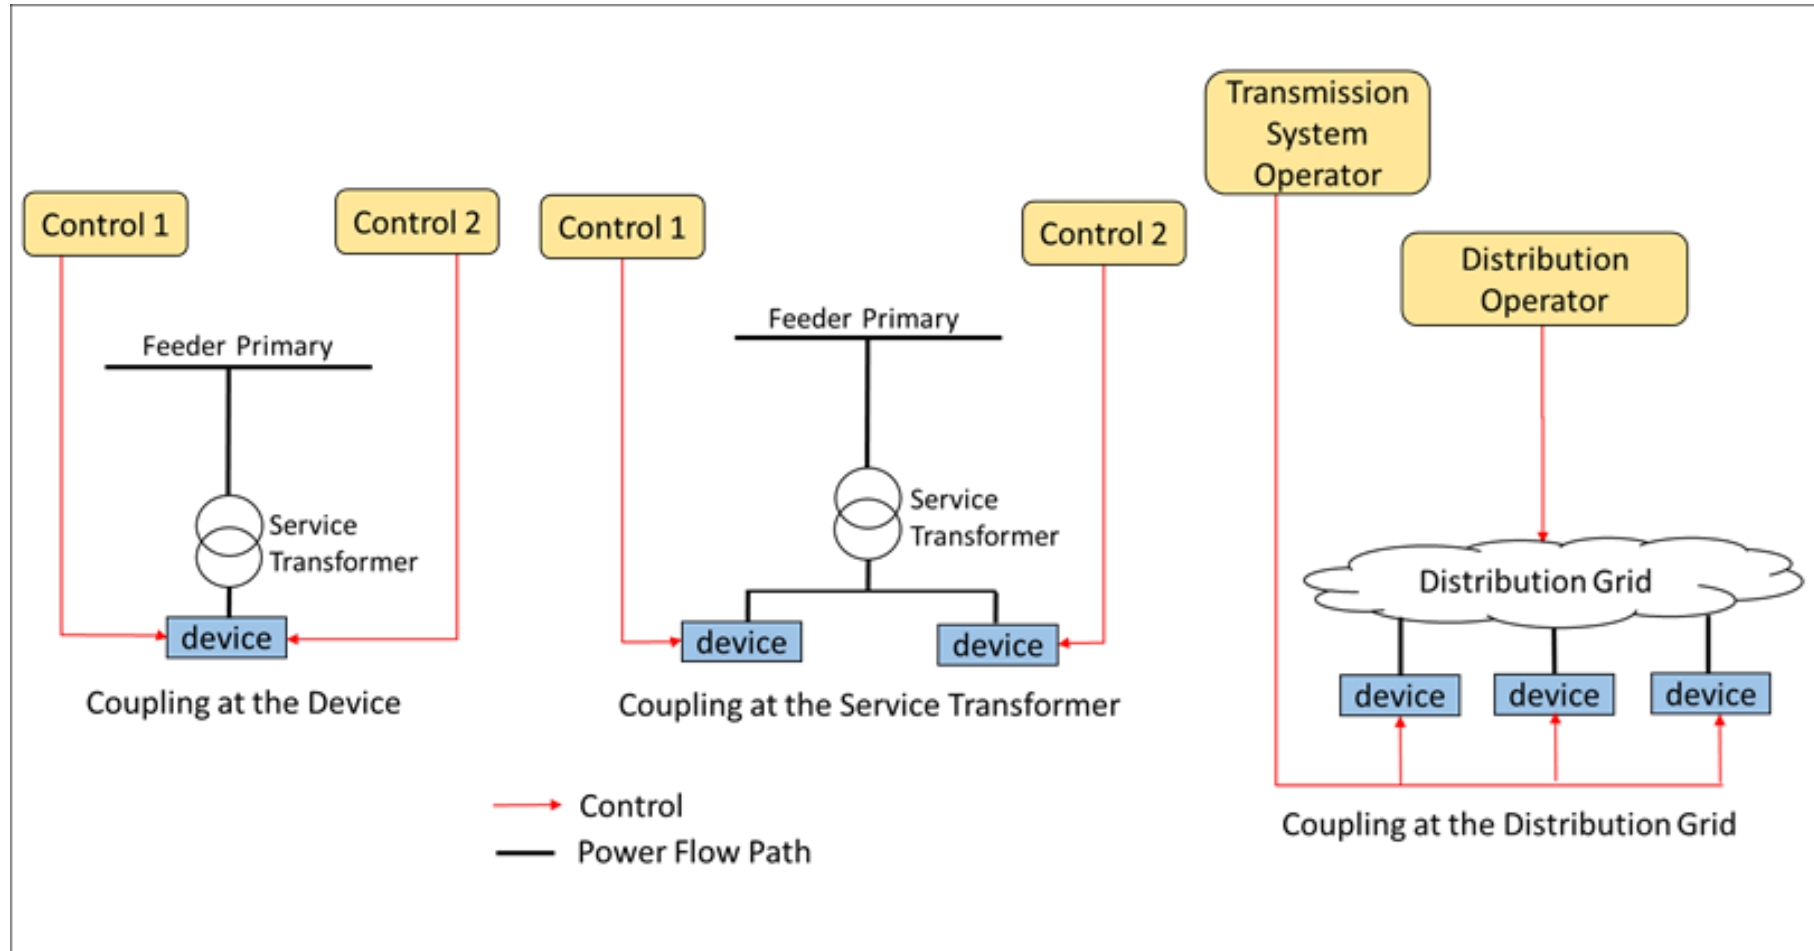 Control 1
Control 2
Feeder Primary
Service
Transformer
device
Coupling at the Device
Control 1
Control 2
Feeder Primary
Service
Transformer
device
device
Coupling at the Service Transformer
Transmission
System
Operator
Distribution
Operator
Distribution Grid
device
device
device
Coupling at the Distribution Grid
Control
Power Flow Path